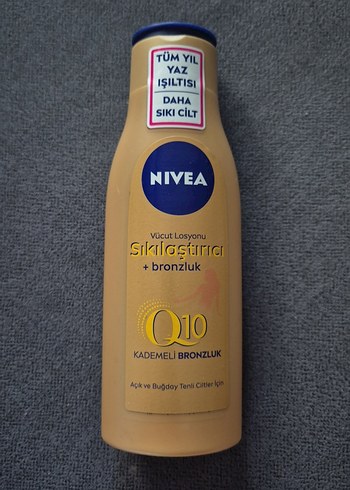 TÜM YIL
YAZ
IŞILTISI
DAHA
SIKI CİLT
NIVEA
Vücut Losyonu
Sıkılaştırıcı
+ bronzluk
Q10
KADEMELİ BRONZLUK
Açık ve Buğday Tenli Ciltler İçin